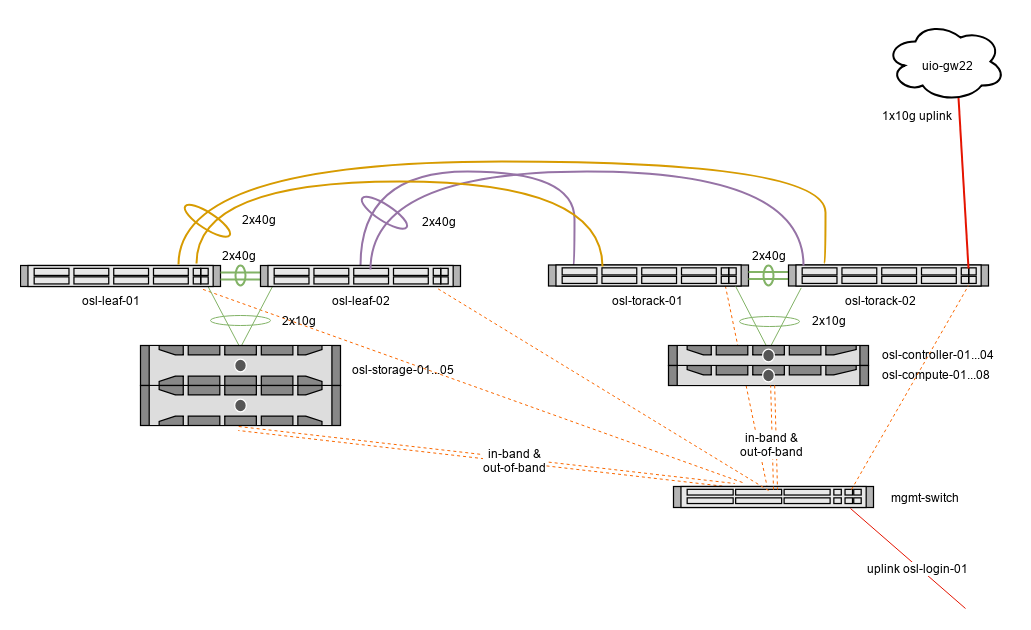 uio-gw22
1x10g uplink
2x40g
2x40g
2x40g
2x40g
osl-leaf-01
osl-leaf-02
osl-torack-01
osl-torack-02
2x10g
2x10g
osl-storage-01...05
osl-controller-01...04
osl-compute-01...08
in-band &
out-of-band
in-band &
out-of-band
mgmt-switch
uplink osl-login-01